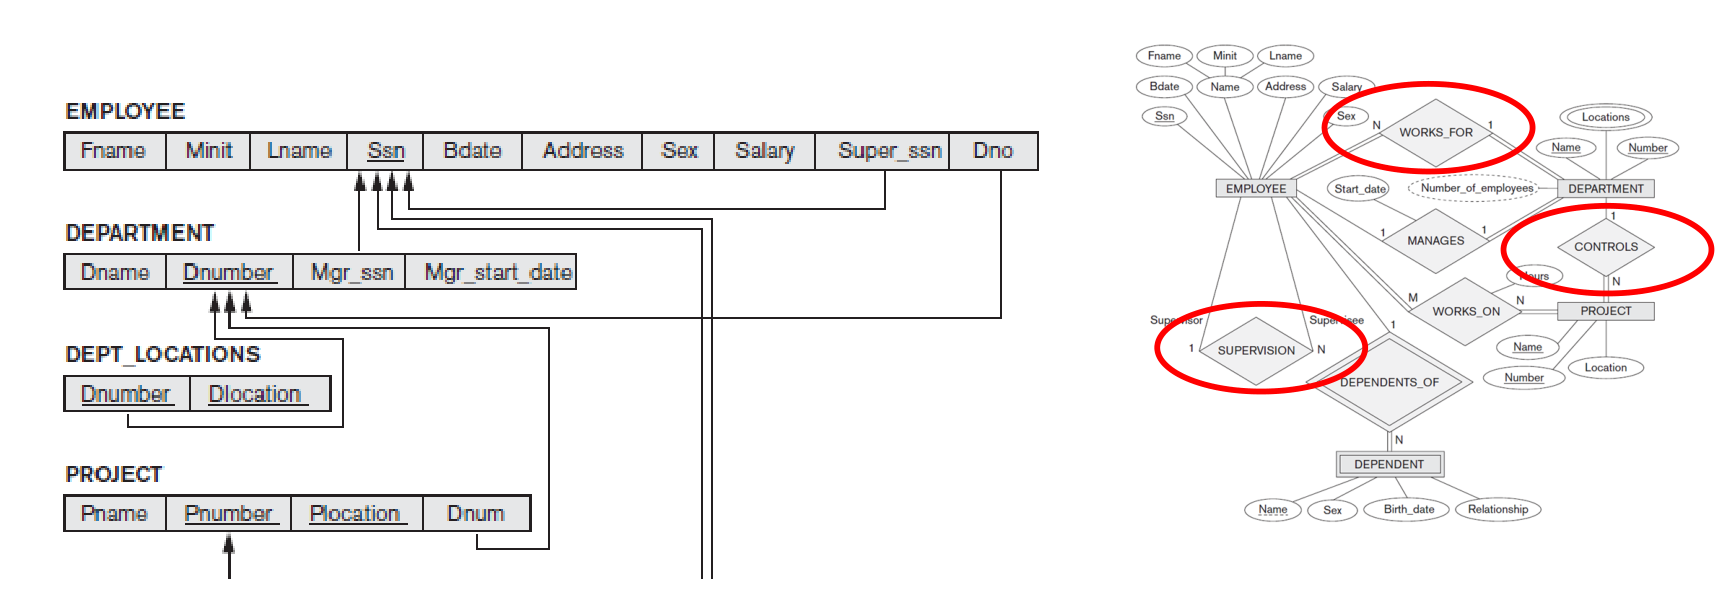 EMPLOYEE
Fname Minit Lname Ssn Bdate Address Sex Salary Super_ssn Dno
DEPARTMENT
Dname Dnumber Mgr_ssn Mgr_start_date
DEPT_LOCATIONS
Dnumber Dlocation
PROJECT
Pname Pnumber Plocation Dnum
Fname Minit Lname
Bdate Name Address Salary
Ssn Sex N WORKS_FOR 1 Locations
Name Number
EMPLOYEE Start_date Number_of_employees DEPARTMENT
1 MANAGES 1 1 CONTROLS
Hours N
M WORKS_ON N PROJECT
Supervisor Supervisee 1
1 SUPERVISION N Name
Number Location
DEPENDENTS_OF
N
DEPENDENT
Name Sex Birth_date Relationship